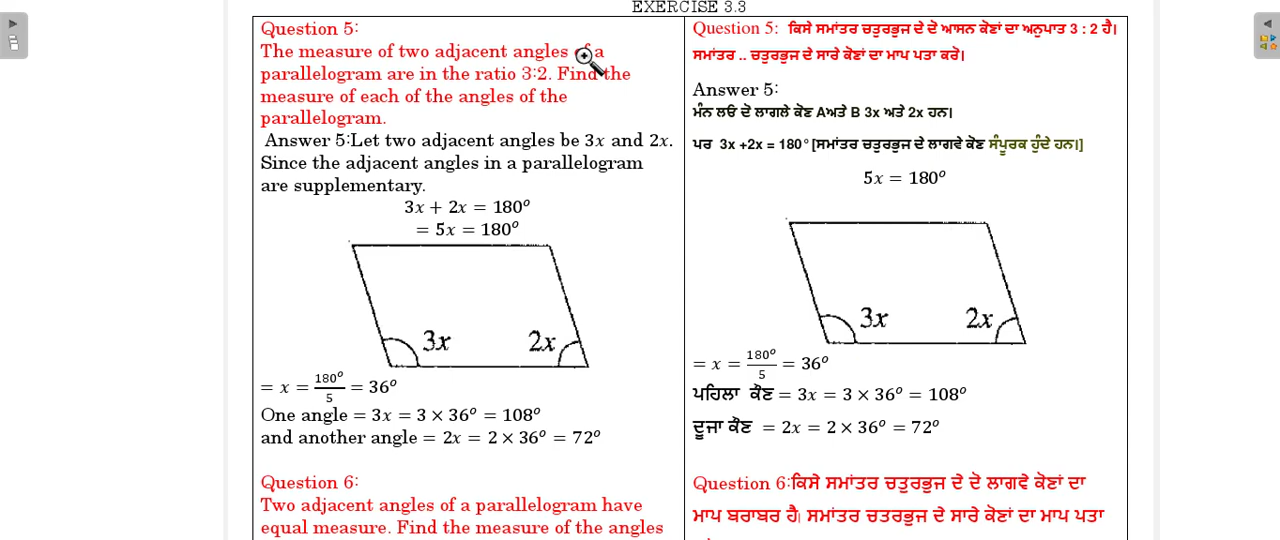 EXERCISE 3.3
Question 5:
The measure of two adjacent angles of a
parallelogram are in the ratio 3:2. Find the
measure of each of the angles of the
parallelogram.
Answer 5:Let two adjacent angles be 3x and 2x.
Since the adjacent angles in a parallelogram
are supplementary.
3x + 2x = 180°
= 5x = 180°
3x 2x
= x = 180°/5 = 36°
One angle = 3x = 3 × 36° = 108°
and another angle = 2x = 2 × 36° = 72°
Question 6:
Two adjacent angles of a parallelogram have
equal measure. Find the measure of the angles
Question 5: ਕਿਸੇ ਸਮਾਂਤਰ ਚਤੁਰਭੁਜ ਦੇ ਦੋ ਆਸਨ ਕੋਣਾਂ ਦਾ ਅਨੁਪਾਤ 3 : 2 ਹੈ।
ਸਮਾਂਤਰ .. ਚਤੁਰਭੁਜ ਦੇ ਸਾਰੇ ਕੋਣਾਂ ਦਾ ਮਾਪ ਪਤਾ ਕਰੋ।
Answer 5:
ਮੰਨ ਲਓ ਦੋ ਲਾਗਲੇ ਕੋਣ Aਅਤੇ B 3x ਅਤੇ 2x ਹਨ।
ਪਰ 3x +2x = 180° [ਸਮਾਂਤਰ ਚਤੁਰਭੁਜ ਦੇ ਲਾਗਵੇ ਕੋਣ ਸੰਪੂਰਕ ਹੁੰਦੇ ਹਨ।]
5x = 180°
3x 2x
= x = 180°/5 = 36°
ਪਹਿਲਾ ਕੋਣ = 3x = 3 × 36° = 108°
ਦੂਜਾ ਕੋਣ = 2x = 2 × 36° = 72°
Question 6:ਕਿਸੇ ਸਮਾਂਤਰ ਚਤੁਰਭੁਜ ਦੇ ਦੋ ਲਾਗਵੇ ਕੋਣਾਂ ਦਾ
ਮਾਪ ਬਰਾਬਰ ਹੈ। ਸਮਾਂਤਰ ਚਤਰਭੁਜ ਦੇ ਸਾਰੇ ਕੋਣਾਂ ਦਾ ਮਾਪ ਪਤਾ